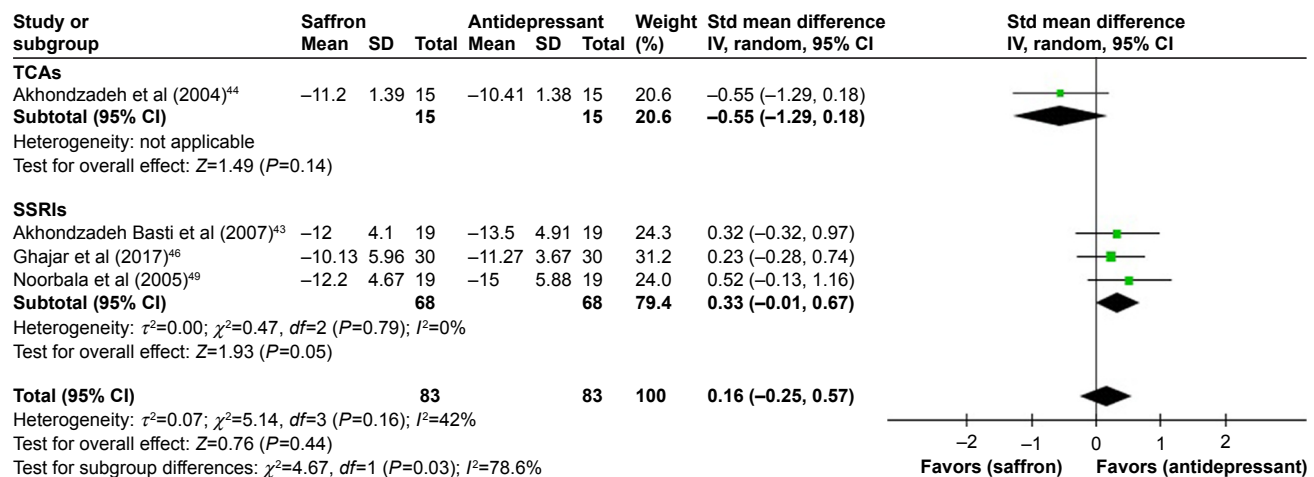 Study or subgroup Saffron Antidepressant Weight (%) Std mean difference IV, random, 95% CI Std mean difference IV, random, 95% CI
Mean SD Total Mean SD Total
TCAs
Akhondzadeh et al (2004)⁴⁴ –11.2 1.39 15 –10.41 1.38 15 20.6 –0.55 (–1.29, 0.18)
Subtotal (95% CI) 15 15 20.6 –0.55 (–1.29, 0.18)
Heterogeneity: not applicable
Test for overall effect: Z=1.49 (P=0.14)
SSRIs
Akhondzadeh Basti et al (2007)⁴³ –12 4.1 19 –13.5 4.91 19 24.3 0.32 (–0.32, 0.97)
Ghajar et al (2017)⁴⁶ –10.13 5.96 30 –11.27 3.67 30 31.2 0.23 (–0.28, 0.74)
Noorbala et al (2005)⁴⁹ –12.2 4.67 19 –15 5.88 19 24.0 0.52 (–0.13, 1.16)
Subtotal (95% CI) 68 68 79.4 0.33 (–0.01, 0.67)
Heterogeneity: τ²=0.00; χ²=0.47, df=2 (P=0.79); I²=0%
Test for overall effect: Z=1.93 (P=0.05)
Total (95% CI) 83 83 100 0.16 (–0.25, 0.57)
Heterogeneity: τ²=0.07; χ²=5.14, df=3 (P=0.16); I²=42%
Test for overall effect: Z=0.76 (P=0.44)
Test for subgroup differences: χ²=4.67, df=1 (P=0.03); I²=78.6%
–2 –1 0 1 2
Favors (saffron) Favors (antidepressant)